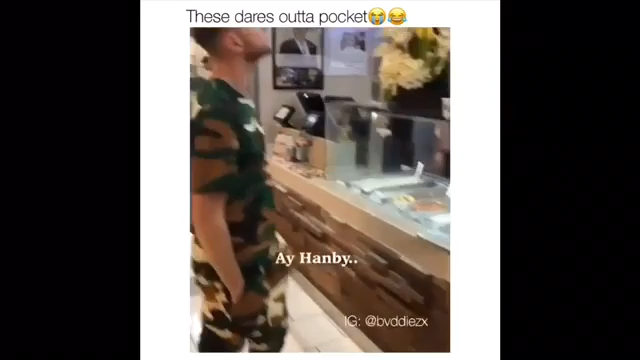 These dares outta pocket😭😂
Ay Hanby..
IG: @bvddiezx